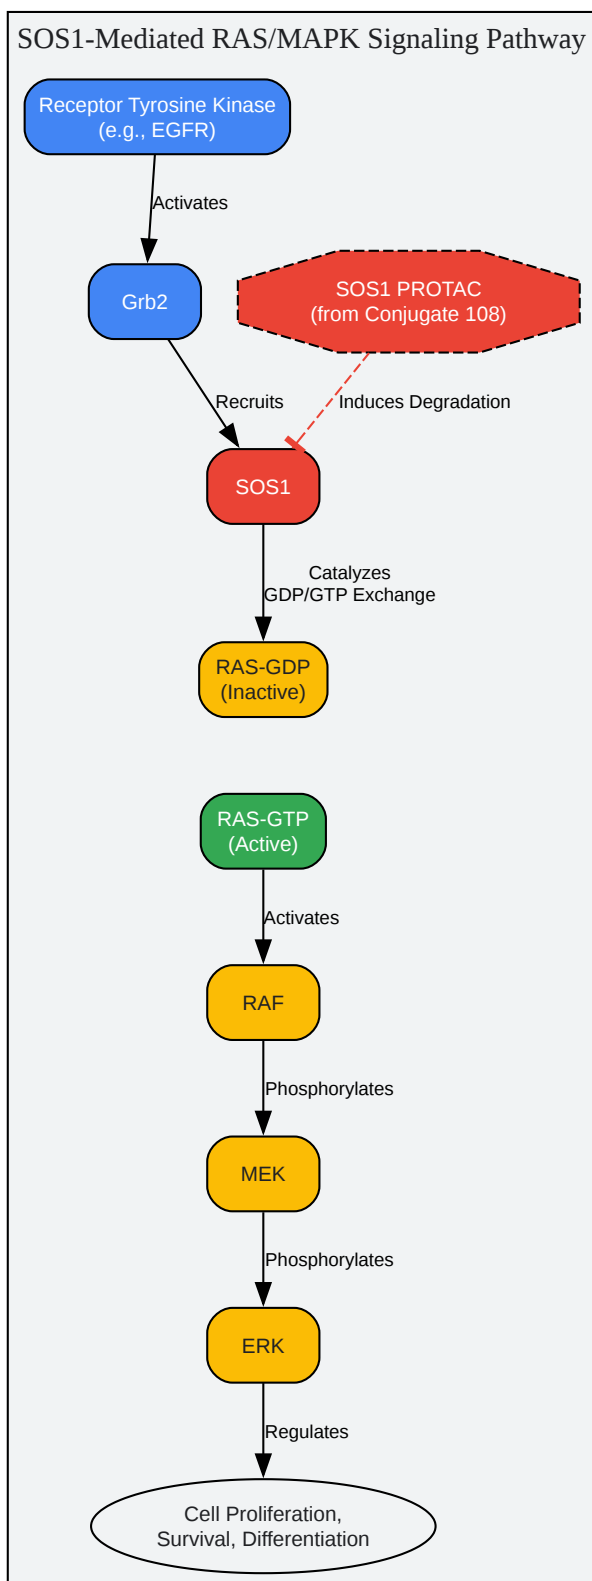 SOS1-Mediated RAS/MAPK Signaling Pathway
Receptor Tyrosine Kinase
(e.g., EGFR)
Activates
Grb2
SOS1 PROTAC
(from Conjugate 108)
Recruits
Induces Degradation
SOS1
Catalyzes
GDP/GTP Exchange
RAS-GDP
(Inactive)
RAS-GTP
(Active)
Activates
RAF
Phosphorylates
MEK
Phosphorylates
ERK
Regulates
Cell Proliferation,
Survival, Differentiation